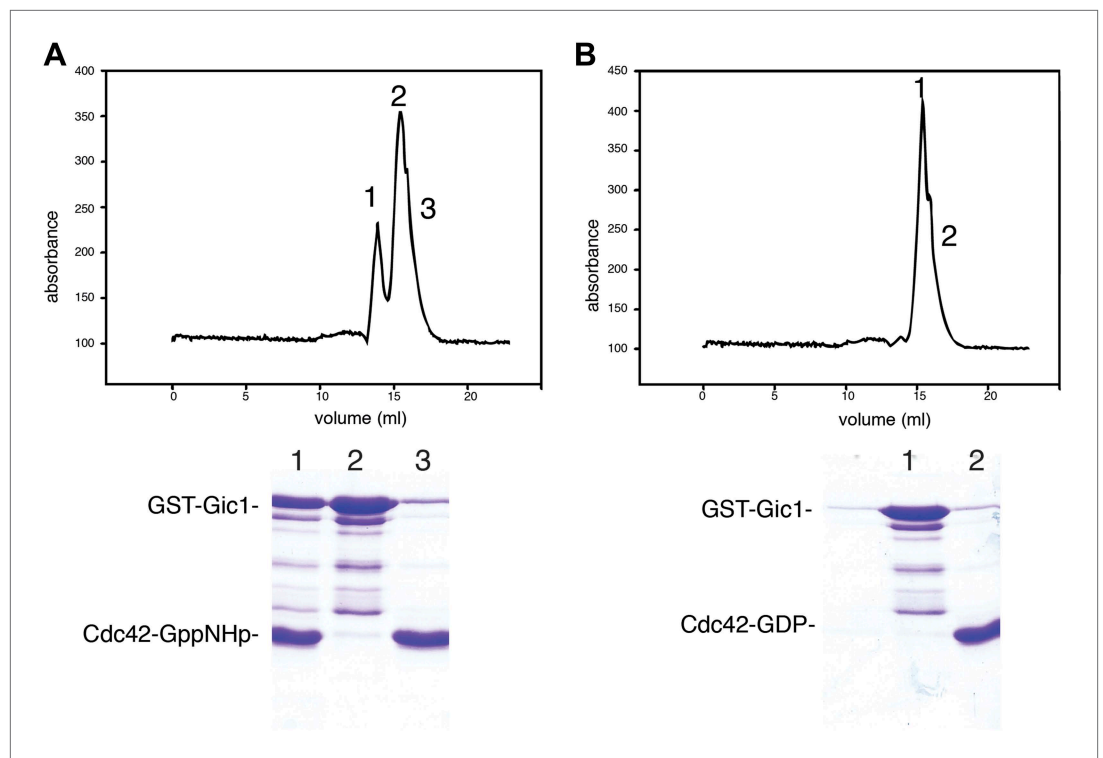 A
B
400
350
300
250
200
150
100
absorbance
1
2
3
0
5
10
15
20
volume (ml)
450
400
350
300
250
200
150
100
absorbance
1
2
0
5
10
15
20
volume (ml)
1 2 3
GST-Gic1-
Cdc42-GppNHp-
1 2
GST-Gic1-
Cdc42-GDP-